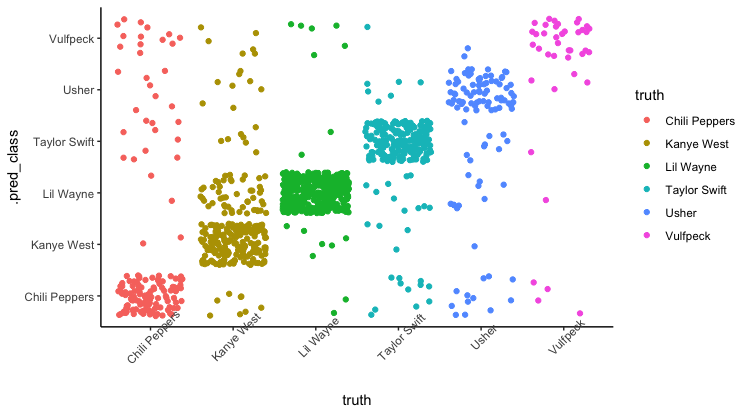 Vulfpeck
Usher
Taylor Swift
Lil Wayne
Kanye West
Chili Peppers
.pred_class
Chili Peppers
Kanye West
Lil Wayne
Taylor Swift
Usher
Vulfpeck
truth
truth
Chili Peppers
Kanye West
Lil Wayne
Taylor Swift
Usher
Vulfpeck